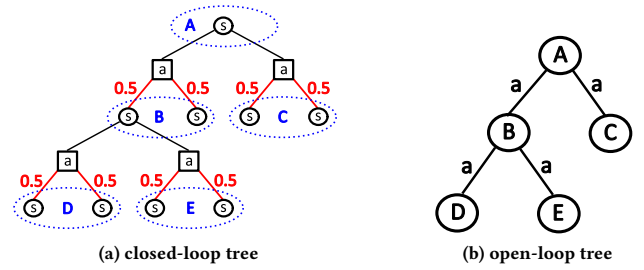 A s
A
a a
a a
0.5 0.5 0.5 0.5
B
s B s s C s
C
a a
a a
0.5 0.5 0.5 0.5
s D s s E s
D E
(a) closed-loop tree
(b) open-loop tree